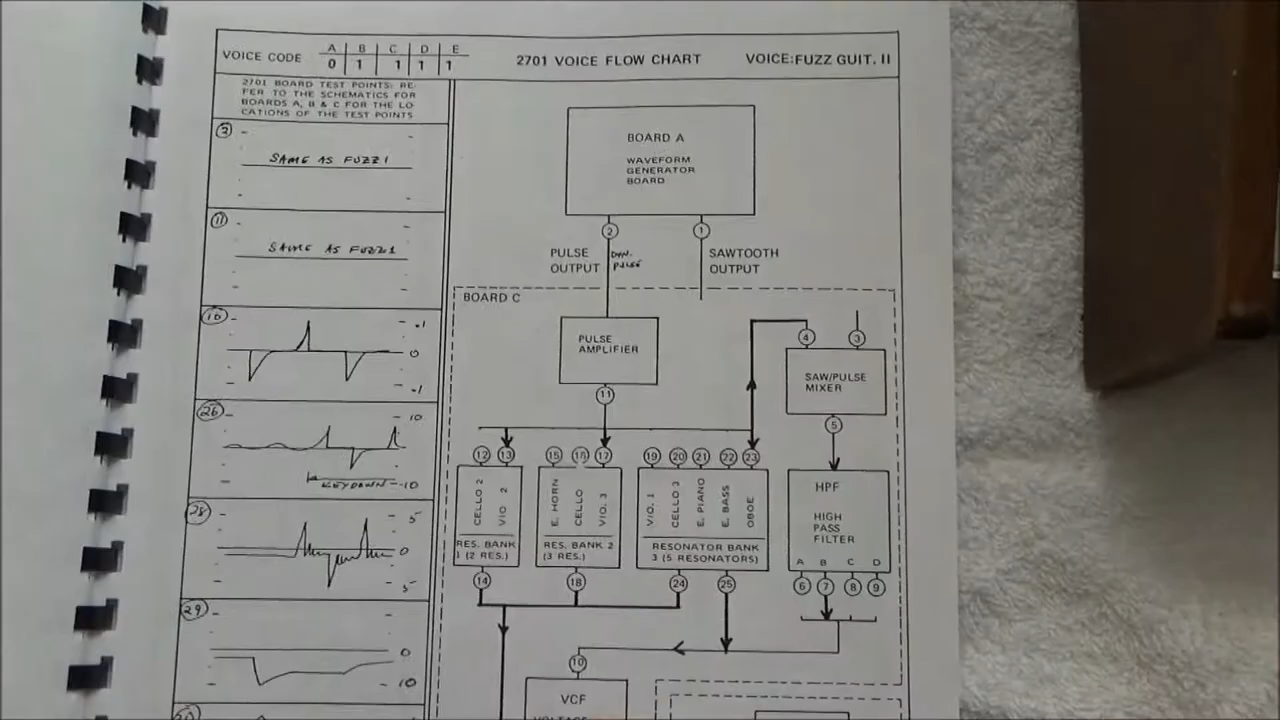 VOICE CODE
A B C D E
0 1 1 1 1
2701 VOICE FLOW CHART
VOICE: FUZZ GUIT. II
2701 BOARD TEST POINTS: RE-
FER TO THE SCHEMATICS FOR
BOARDS A, B & C FOR THE LO-
CATIONS OF THE TEST POINTS
3
SAME AS FUZZ 1
11
SAME AS FUZZ 1
10
.1
0
.1
26
10
KEYDOWN
-10
28
5
0
5
29
0
10
BOARD A
WAVEFORM
GENERATOR
BOARD
2
1
PULSE
OUTPUT
DYN.
PULSE
SAWTOOTH
OUTPUT
BOARD C
PULSE
AMPLIFIER
11
4
3
SAW/PULSE
MIXER
5
12 13
15 16 17
19 20 21 22 23
CELLO 2
VIO. 2
RES. BANK
1 (2 RES.)
E. HORN
CELLO
VIO. 3
RES. BANK 2
(3 RES.)
VIO. 1
CELLO 3
E. PIANO
E. BASS
OBOE
RESONATOR BANK
3 (5 RESONATORS)
HPF
HIGH
PASS
FILTER
A B C D
6 7 8 9
14
18
24
25
10
VCF
VOLTAGE